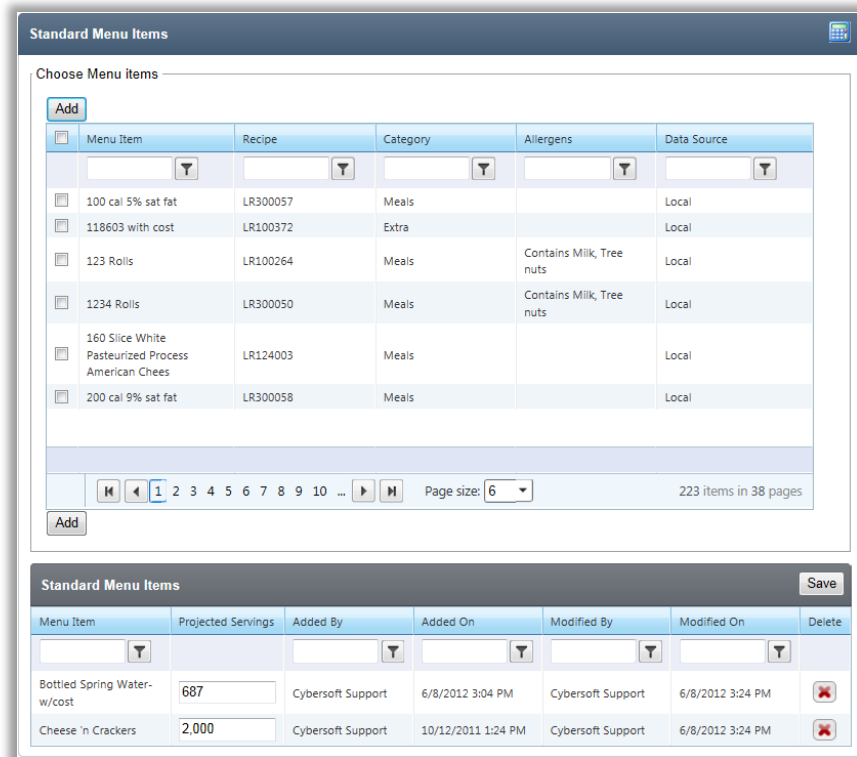 Standard Menu Items
Choose Menu items
Add
Menu Item Recipe Category Allergens Data Source
100 cal 5% sat fat LR300057 Meals Local
118603 with cost LR100372 Extra Local
123 Rolls LR100264 Meals Contains Milk, Tree nuts Local
1234 Rolls LR300050 Meals Contains Milk, Tree nuts Local
160 Slice White
Pasteurized Process LR124003 Meals Local
American Chees
200 cal 9% sat fat LR300058 Meals Local
1 2 3 4 5 6 7 8 9 10 ... Page size: 6 223 items in 38 pages
Add
Standard Menu Items Save
Menu Item Projected Servings Added By Added On Modified By Modified On Delete
Bottled Spring Water-
w/cost 687 Cybersoft Support 6/8/2012 3:04 PM Cybersoft Support 6/8/2012 3:24 PM
Cheese 'n Crackers 2,000 Cybersoft Support 10/12/2011 1:24 PM Cybersoft Support 6/8/2012 3:24 PM